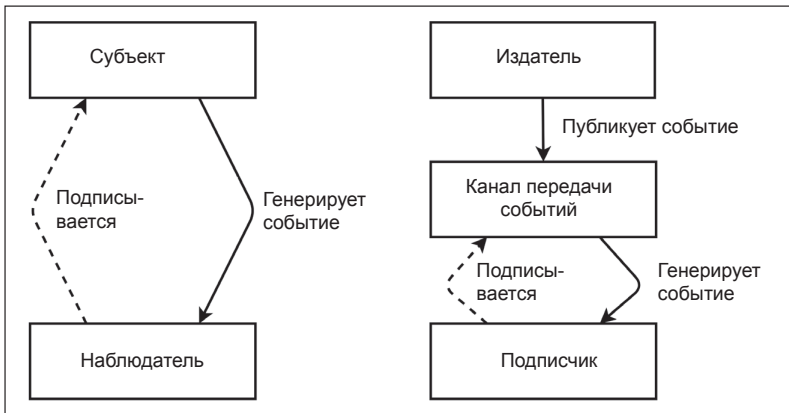 Субъект
Подписы-
вается
Генерирует
событие
Наблюдатель
Издатель
Публикует событие
Канал передачи
событий
Подписы-
вается
Генерирует
событие
Подписчик